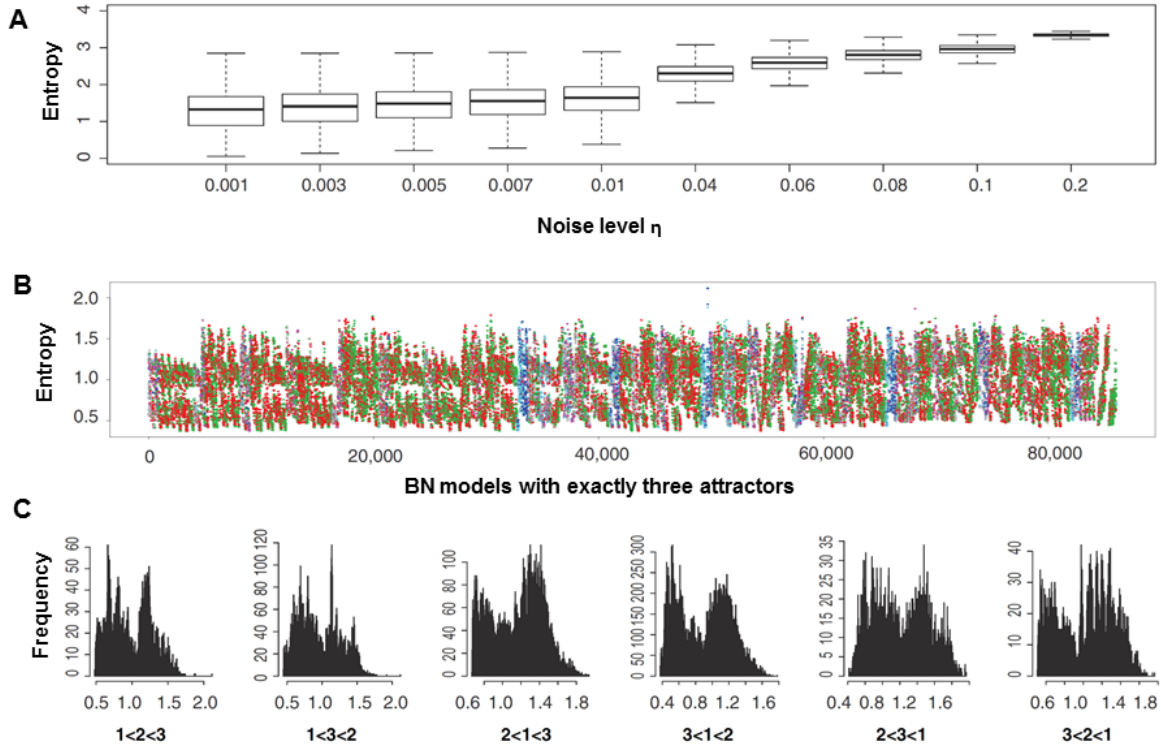 A
Entropy
4
3
2
1
0
0.001 0.003 0.005 0.007 0.01 0.04 0.06 0.08 0.1 0.2
Noise level η
B
Entropy
2.0
1.5
1.0
0.5
0 20,000 40,000 60,000 80,000
BN models with exactly three attractors
C
Frequency
0 10 20 30 40 50 60
0.5 1.0 1.5 2.0
1<2<3
0 20 40 60 80 100 120
0.5 1.0 1.5 2.0
1<3<2
0 20 40 60 80 100
0.8 1.2 1.6
2<1<3
0 50 100 150 200 250 300
0.4 0.8 1.2 1.6
3<1<2
0 5 10 15 20 25 30 35
0.4 0.8 1.2 1.6
2<3<1
0 10 20 30 40
0.6 1.0 1.4 1.8
3<2<1